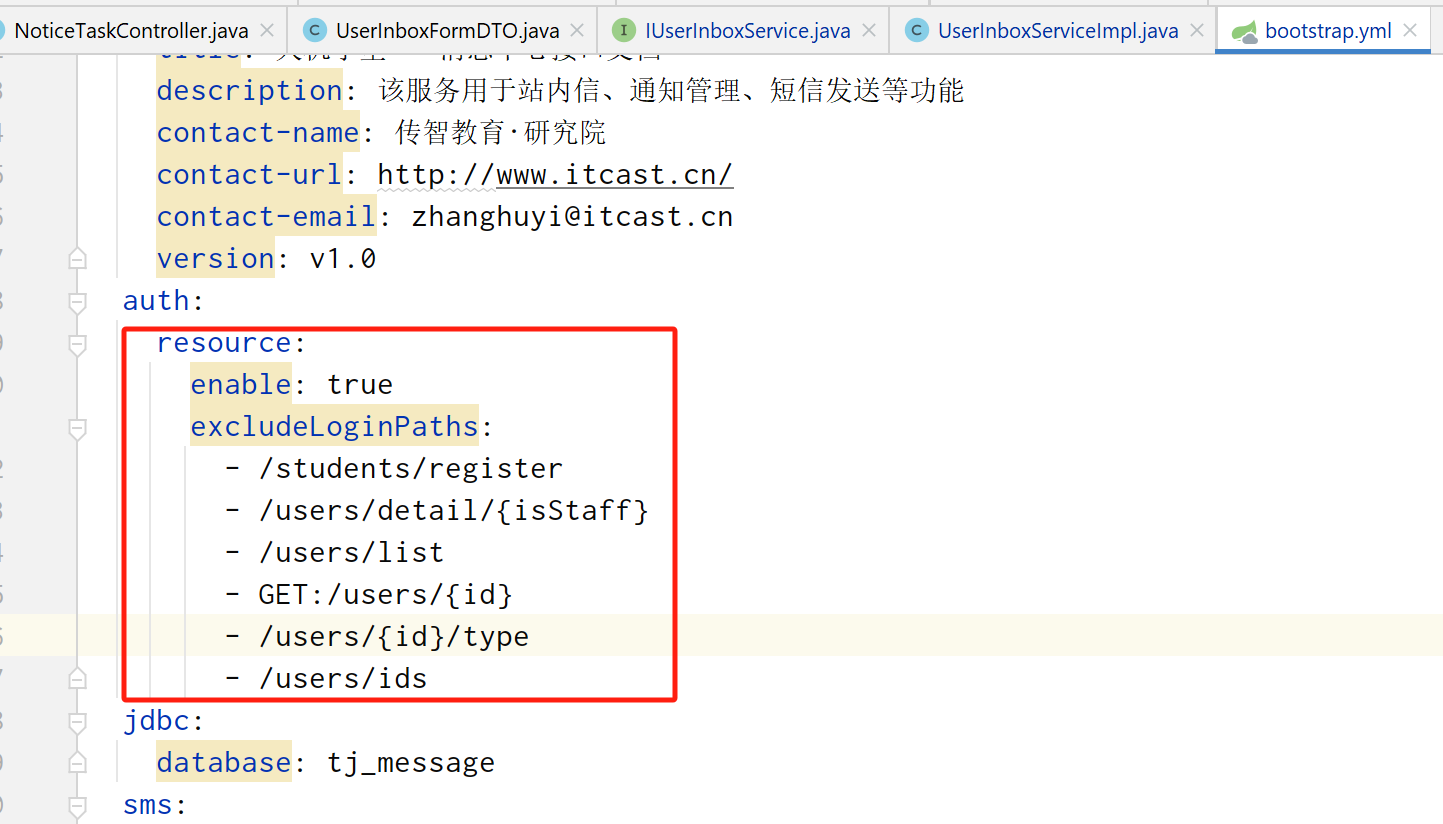 NoticeTaskController.java
C UserInboxFormDTO.java
I IUserInboxService.java
C UserInboxServiceImpl.java
bootstrap.yml
description: 该服务用于站内信、通知管理、短信发送等功能
contact-name: 传智教育·研究院
contact-url: http://www.itcast.cn/
contact-email: zhanghuyi@itcast.cn
version: v1.0
auth:
resource:
enable: true
excludeLoginPaths:
- /students/register
- /users/detail/{isStaff}
- /users/list
- GET:/users/{id}
- /users/{id}/type
- /users/ids
jdbc:
database: tj_message
sms: